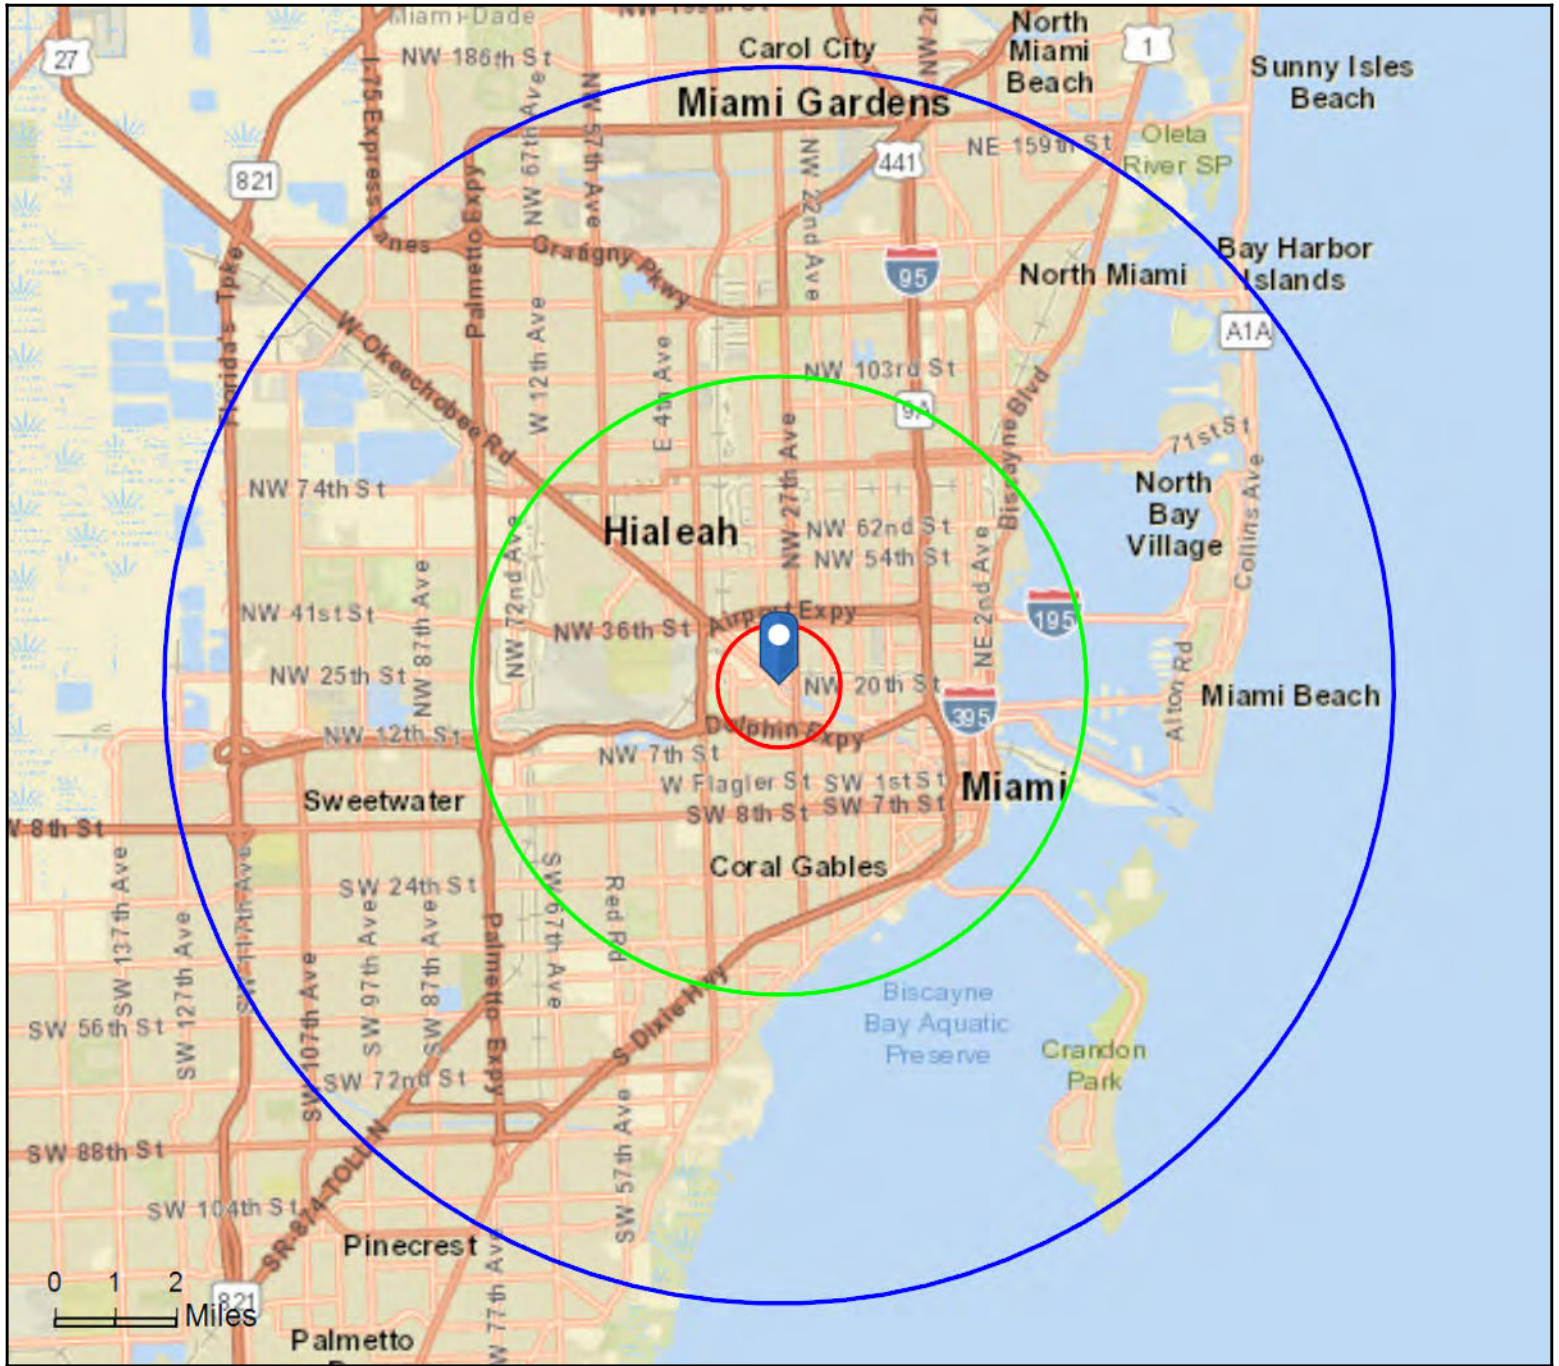 Miami-Dade
NW 199th St
NW 2n
North
Miami
Beach
1
27
NW 186th St
Carol City
Sunny Isles
Beach
I-75 Express Lanes
NW 67th Ave
NW 57th Ave
Miami Gardens
Oleta
River SP
NE 159th St
441
821
NW 22nd Ave
Palmetto Expy
Gratigny Pkwy
95
North Miami
Bay Harbor
Islands
A1A
Florida's Tpke
W Okeechobee Rd
W 12th Ave
E 4th Ave
NW 103rd St
9A
Biscayne Blvd
71st St
NW 74th St
NW 27th Ave
North
Bay
Village
Collins Ave
Hialeah
NW 62nd St
NW 54th St
NW 72nd Ave
NW 87th Ave
NE 2nd Ave
NW 41st St
NW 36th St
Airport Expy
195
NW 25th St
NW 20th St
395
Alton Rd
Miami Beach
NW 12th St
Dolphin Expy
NW 7th St
W Flagler St
SW 1st St
Miami
Sweetwater
SW 8th St
SW 7th St
W 8th St
Coral Gables
SW 24th St
SW 137th Ave
SW 127th Ave
SW 117th Ave
SW 107th Ave
SW 97th Ave
SW 87th Ave
Palmetto Expy
SW 67th Ave
Red Rd
S Dixie Hwy
Biscayne
Bay Aquatic
Preserve
SW 56th St
Crandon
Park
SW 72nd St
SW 88th St
SW 57th Ave
SW 104th St
SR-874-TOLL N
Pinecrest
W 77th Ave
0 1 2
Miles
821
Palmetto